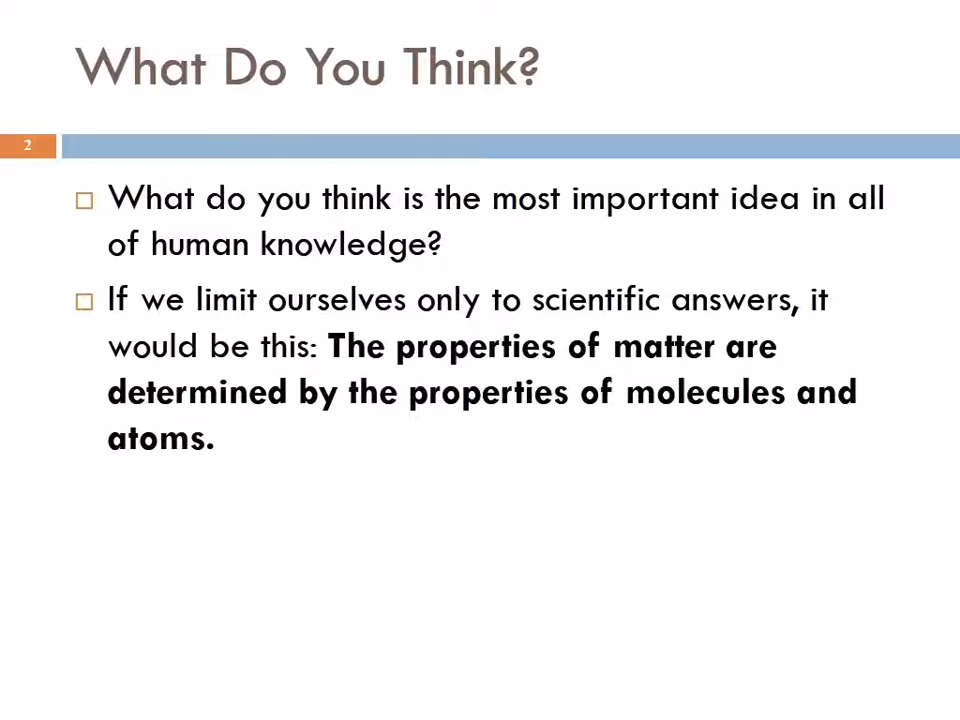 What Do You Think?
2
What do you think is the most important idea in all
of human knowledge?
If we limit ourselves only to scientific answers, it
would be this: The properties of matter are
determined by the properties of molecules and
atoms.